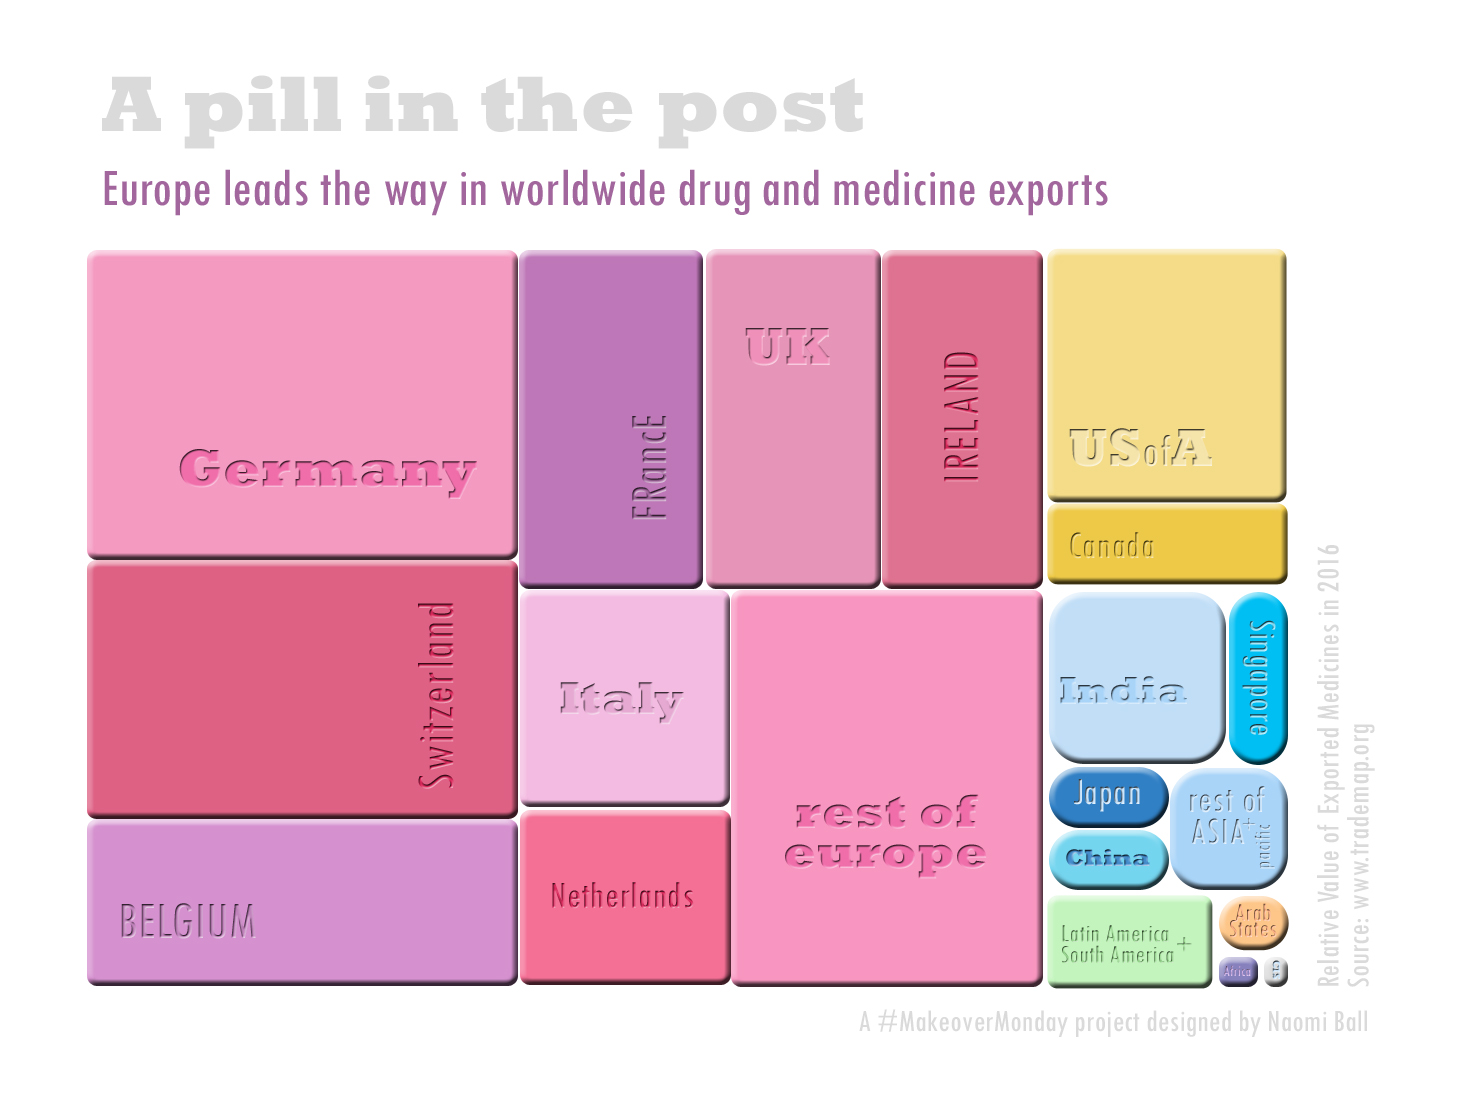 A pill in the post
Europe leads the way in worldwide drug and medicine exports
Germany
Switzerland
BELGIUM
FRancE
UK
IRELAND
Italy
Netherlands
rest of
europe
USofA
Canada
India
Singapore
Japan
China
rest of
ASIA+
pacific
Latin America
South America +
Arab
States
Africa
CIS
Relative Value of Exported Medicines in 2016
Source: www.trademap.org
A #MakeoverMonday project designed by Naomi Ball